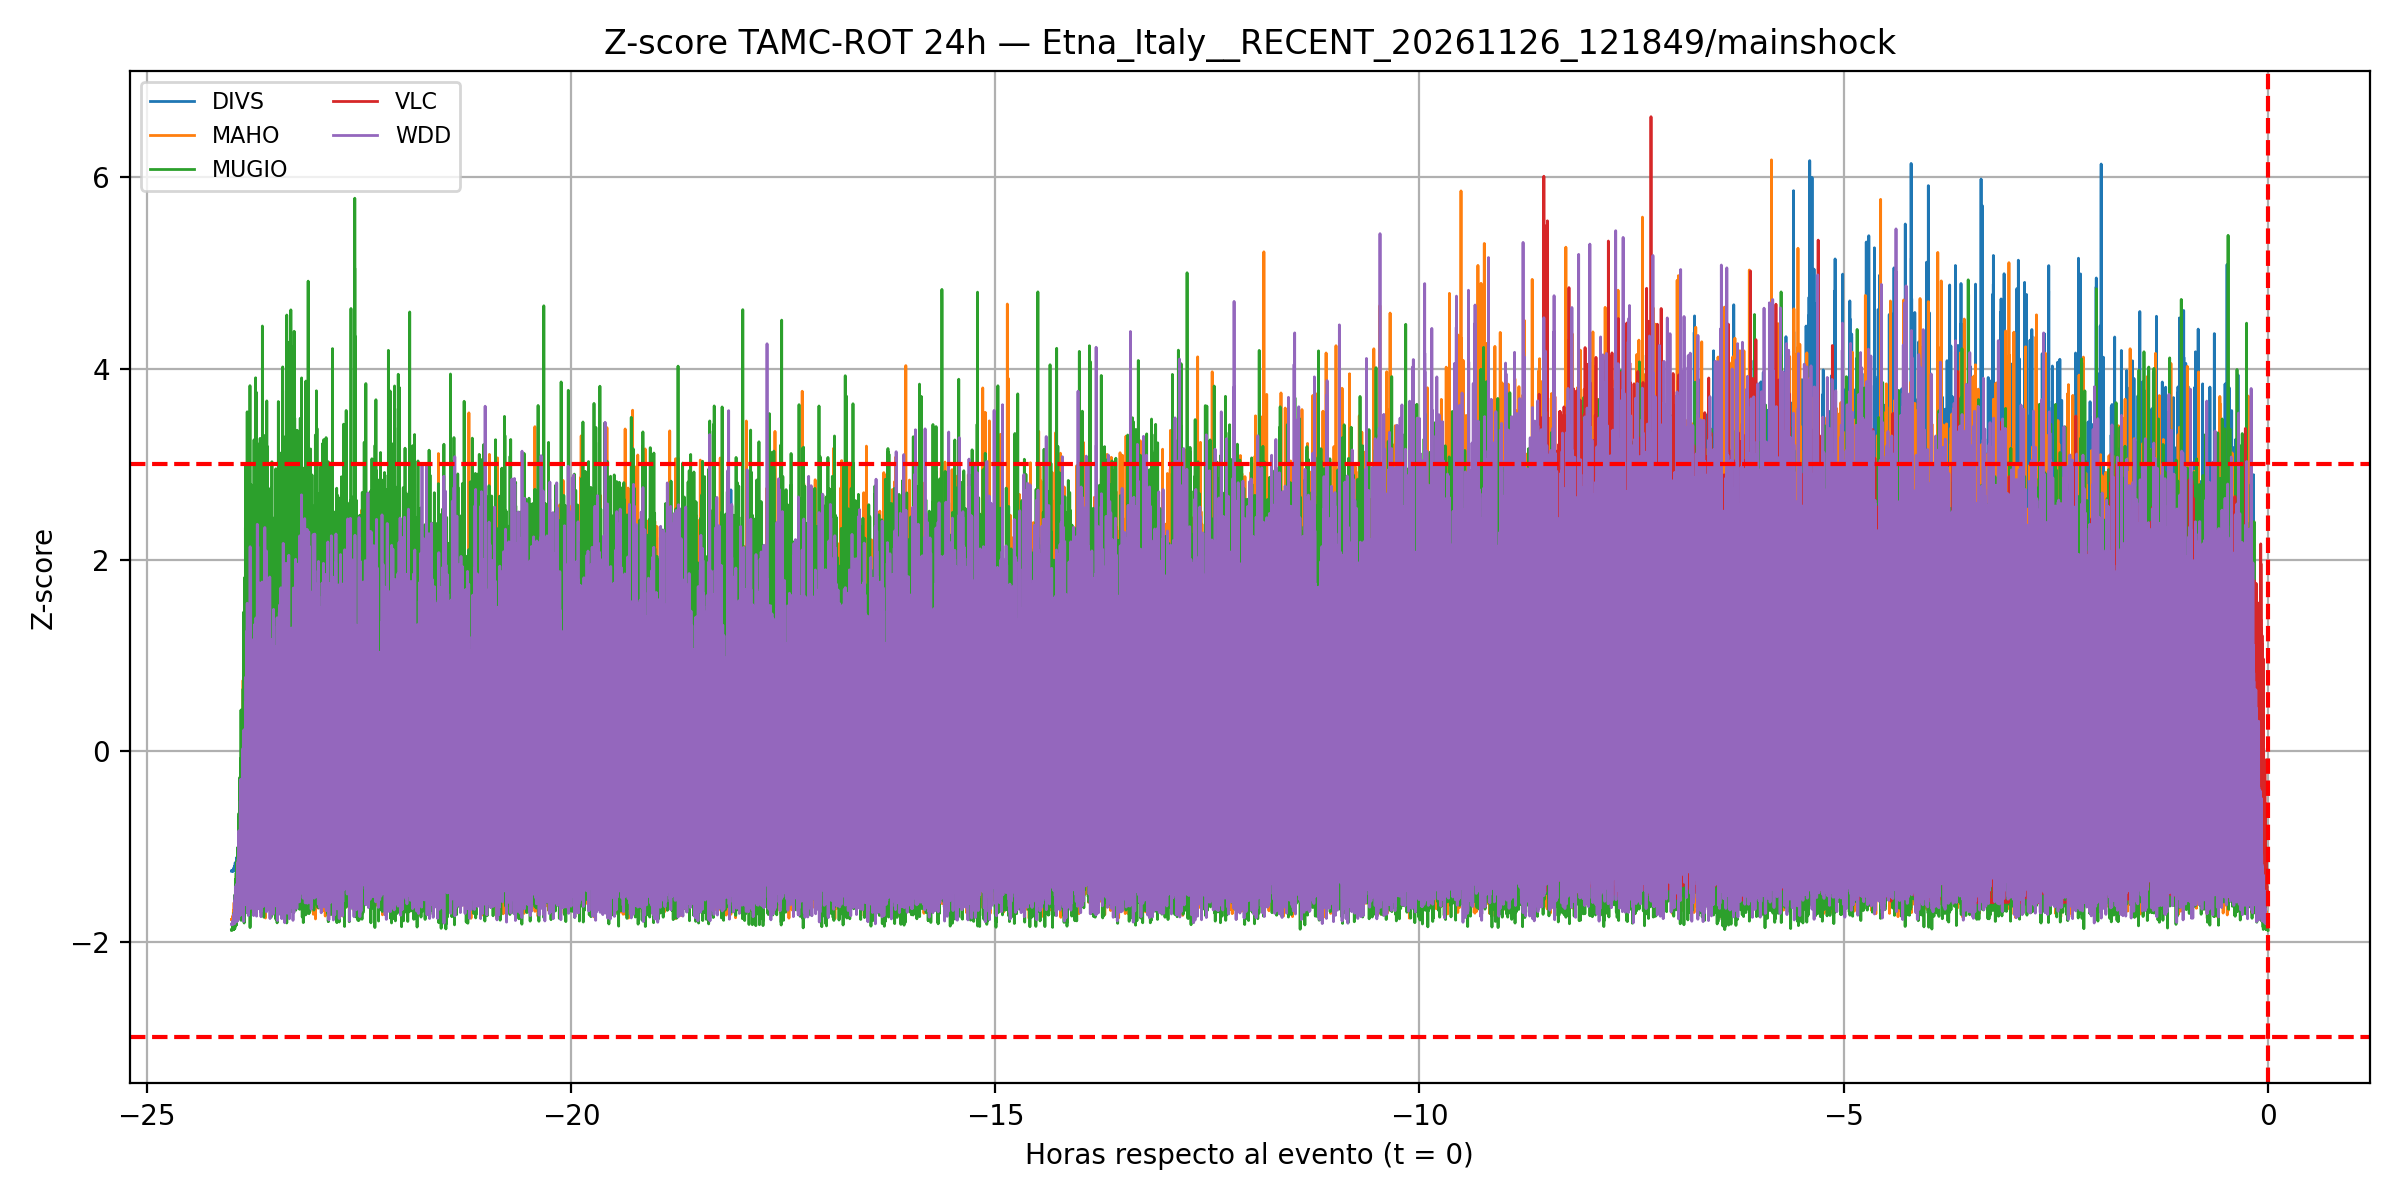 Z-score TAMC-ROT 24h — Etna_Italy__RECENT_20261126_121849/mainshock
DIVS
MAHO
MUGIO
VLC
WDD
6
4
2
0
−2
Z-score
−25
−20
−15
−10
−5
0
Horas respecto al evento (t = 0)